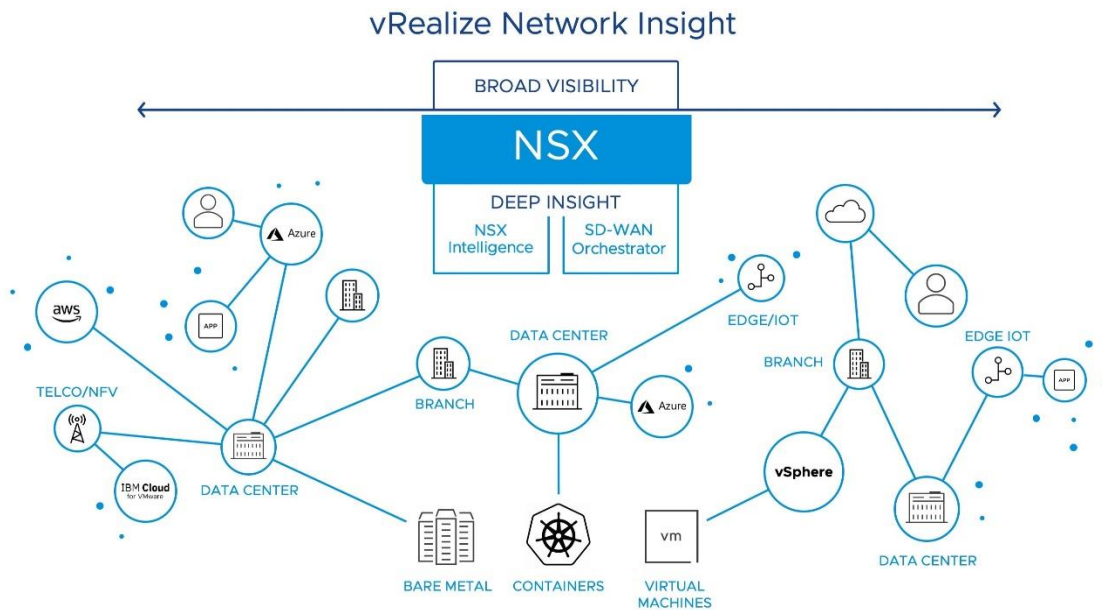 vRealize Network Insight
BROAD VISIBILITY
NSX
DEEP INSIGHT
NSX
Intelligence
SD-WAN
Orchestrator
Azure
aws
APP
EDGE/IOT
DATA CENTER
BRANCH
EDGE IOT
APP
TELCO/NFV
BRANCH
Azure
IBM Cloud
for VMware
DATA CENTER
vSphere
vm
DATA CENTER
BARE METAL
CONTAINERS
VIRTUAL
MACHINES